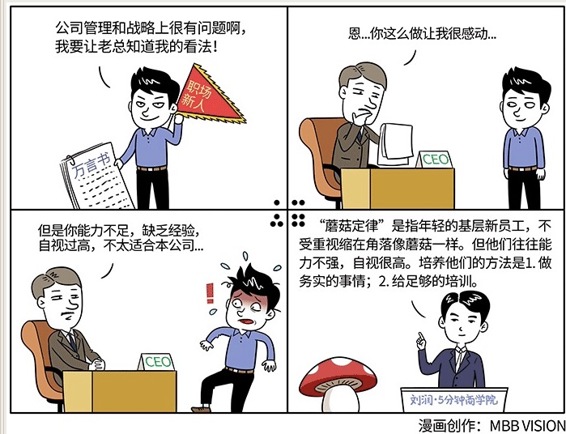 公司管理和战略上很有问题啊，
我要让老总知道我的看法！
职场
新人
万言书
恩...你这么做让我很感动...
CEO
但是你能力不足，缺乏经验，
自视过高，不太适合本公司...
CEO
“蘑菇定律”是指年轻的基层新员工，不
受重视缩在角落像蘑菇一样。但他们往往能
力不强，自视很高。培养他们的方法是1. 做
务实的事情；2. 给足够的培训。
刘润·5分钟商学院
漫画创作：MBB VISION